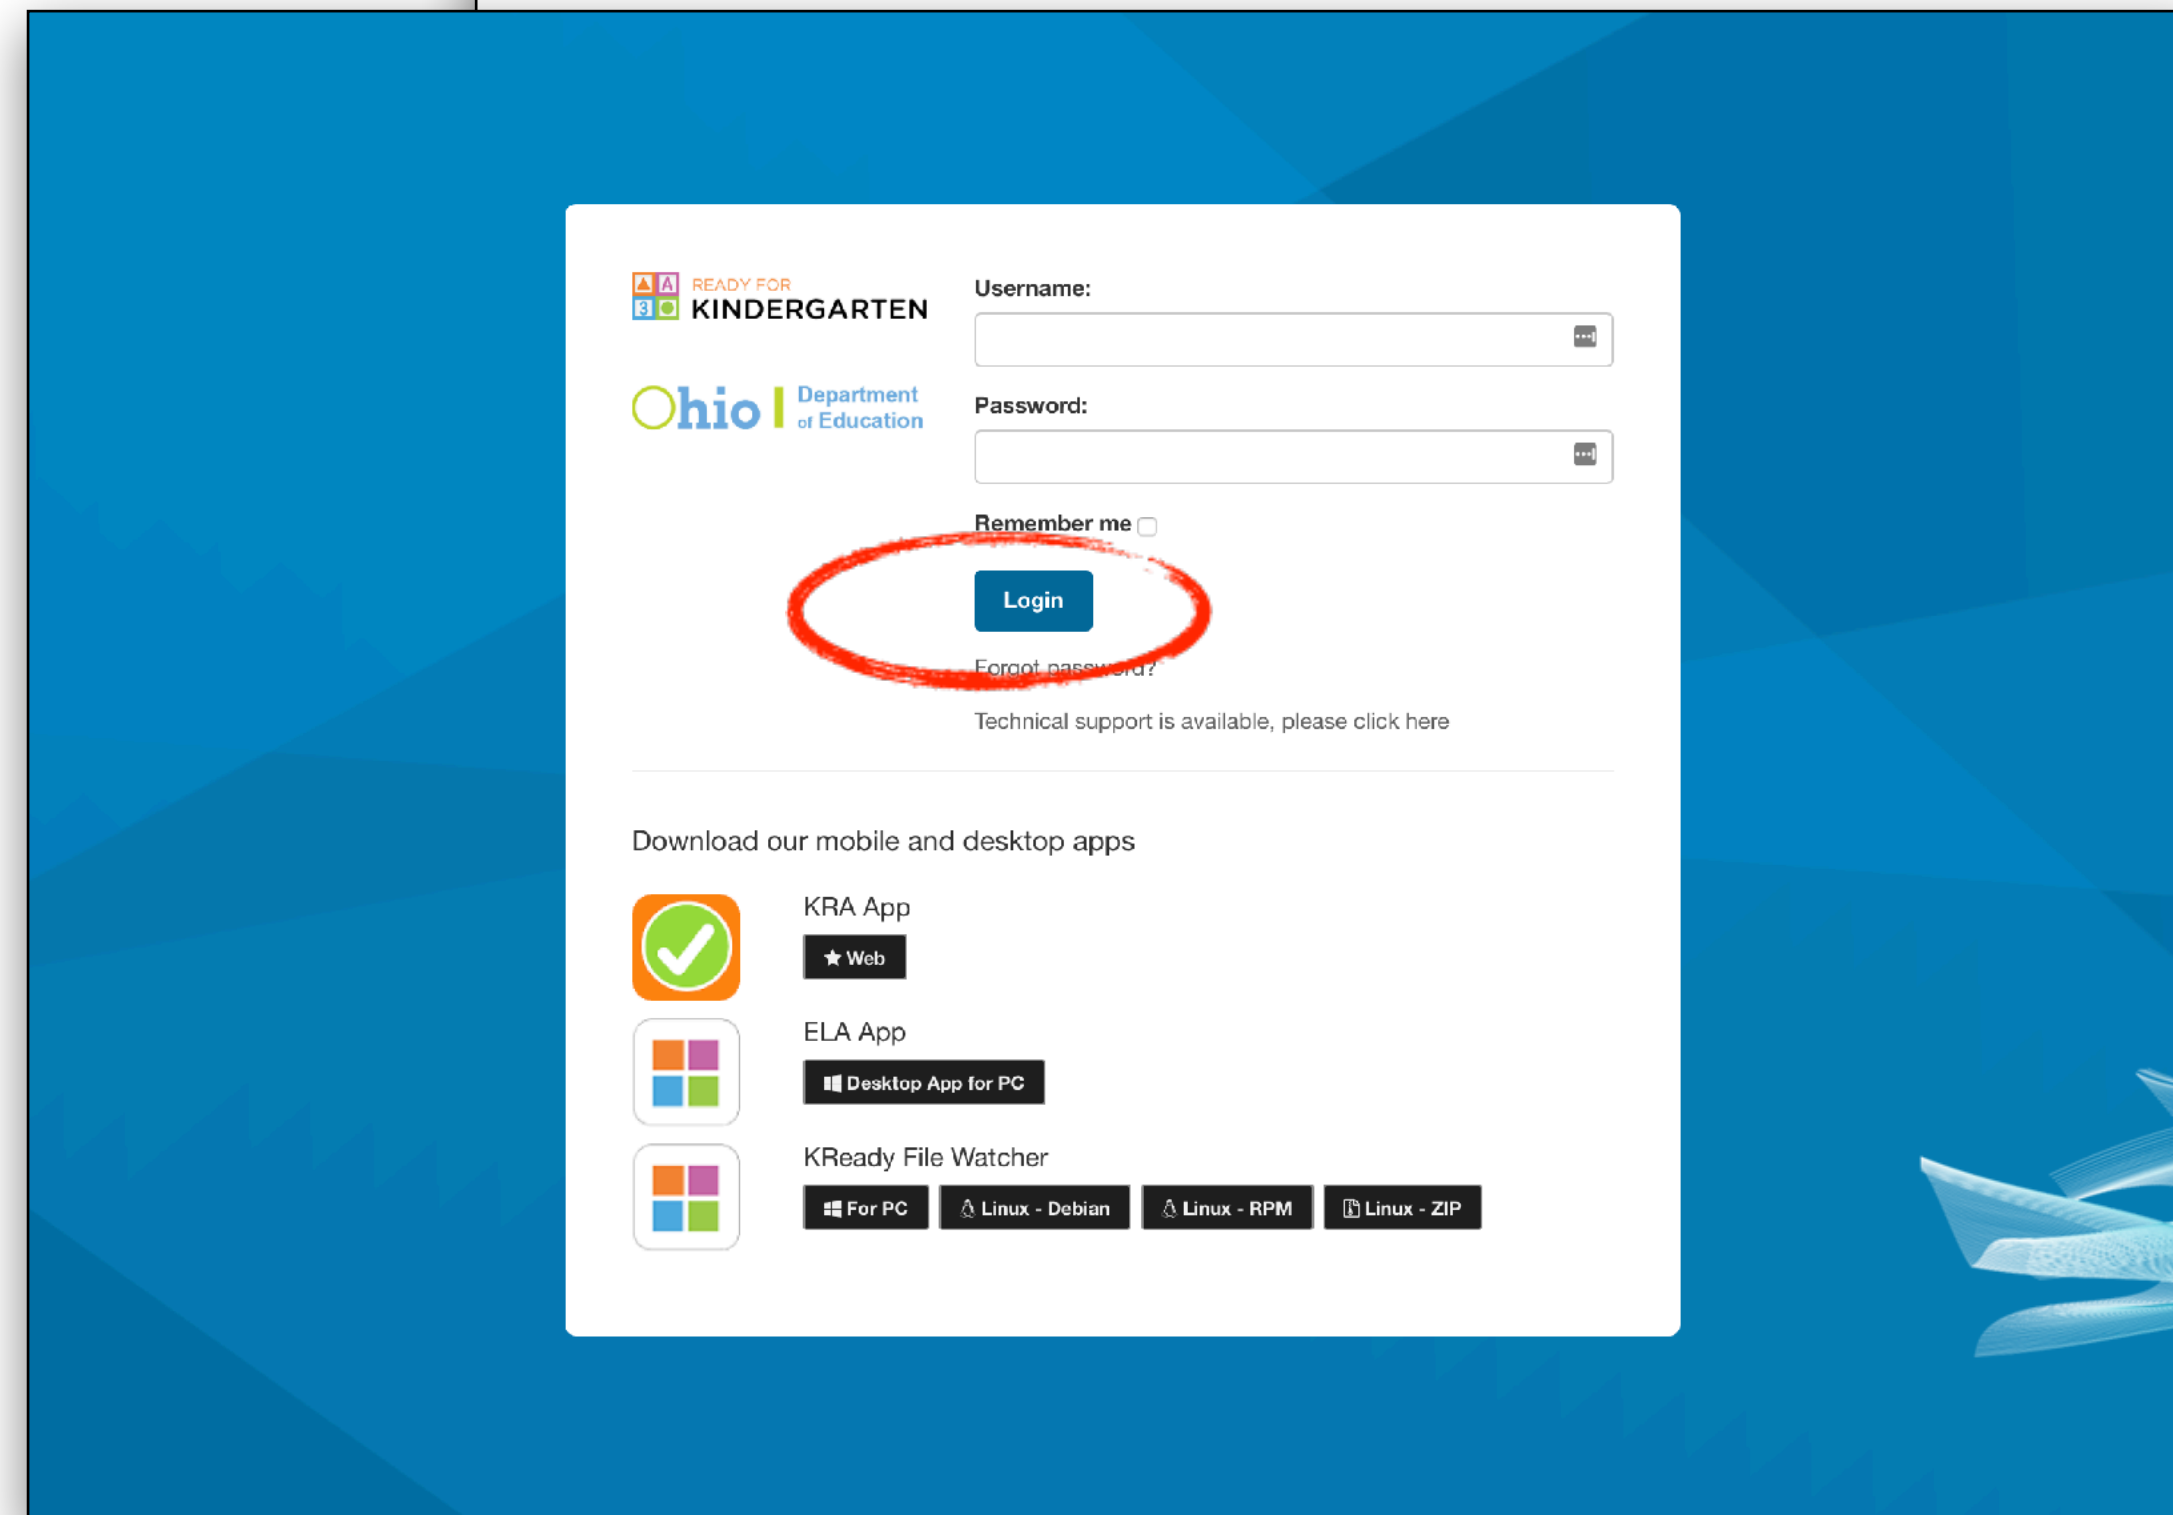 READY FOR
KINDERGARTEN
Ohio Department
of Education
Username:
Password:
Remember me
Login
Forgot password?
Technical support is available, please click here
Download our mobile and desktop apps
KRA App
Web
ELA App
Desktop App for PC
KReady File Watcher
For PC Linux - Debian Linux - RPM Linux - ZIP